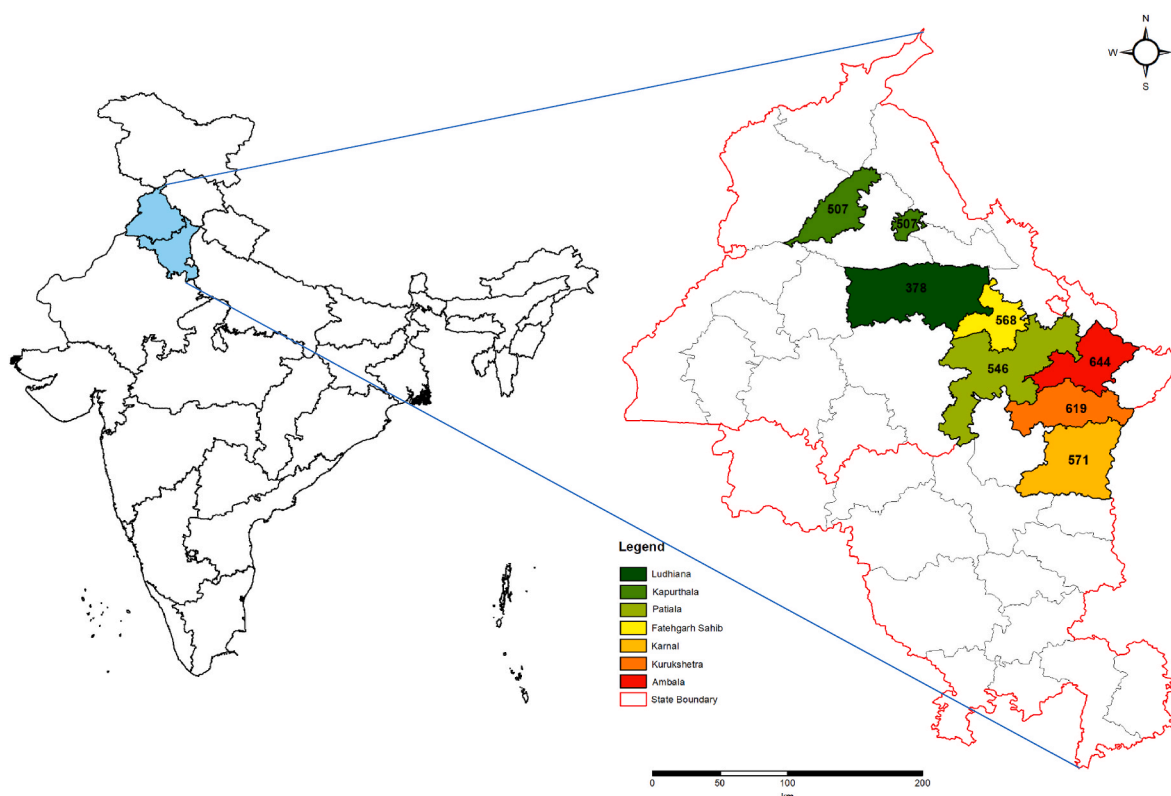 N
W
S
507
507
378
568
546
644
619
571
Legend
Ludhiana
Kapurthala
Patiala
Fatehgarh Sahib
Karnal
Kurukshetra
Ambala
State Boundary
0 50 100 200
km